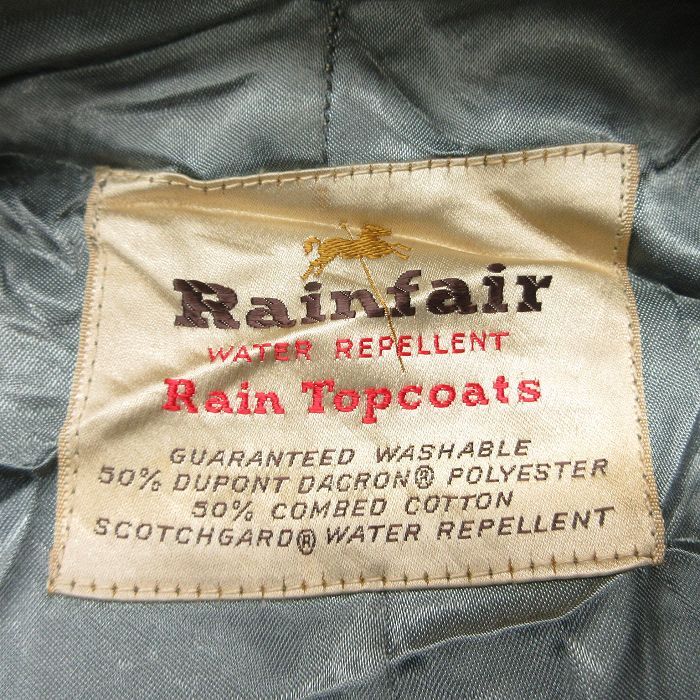 Rainfair
WATER REPELLENT
Rain Topcoats
GUARANTEED WASHABLE
50% DUPONT DACRON® POLYESTER
50% COMBED COTTON
SCOTCHGARD® WATER REPELLENT